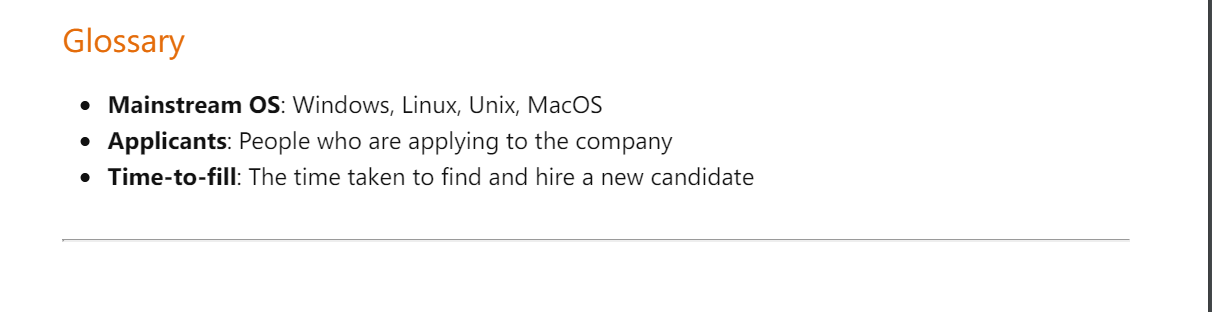 Glossary
Mainstream OS: Windows, Linux, Unix, MacOS
Applicants: People who are applying to the company
Time-to-fill: The time taken to find and hire a new candidate